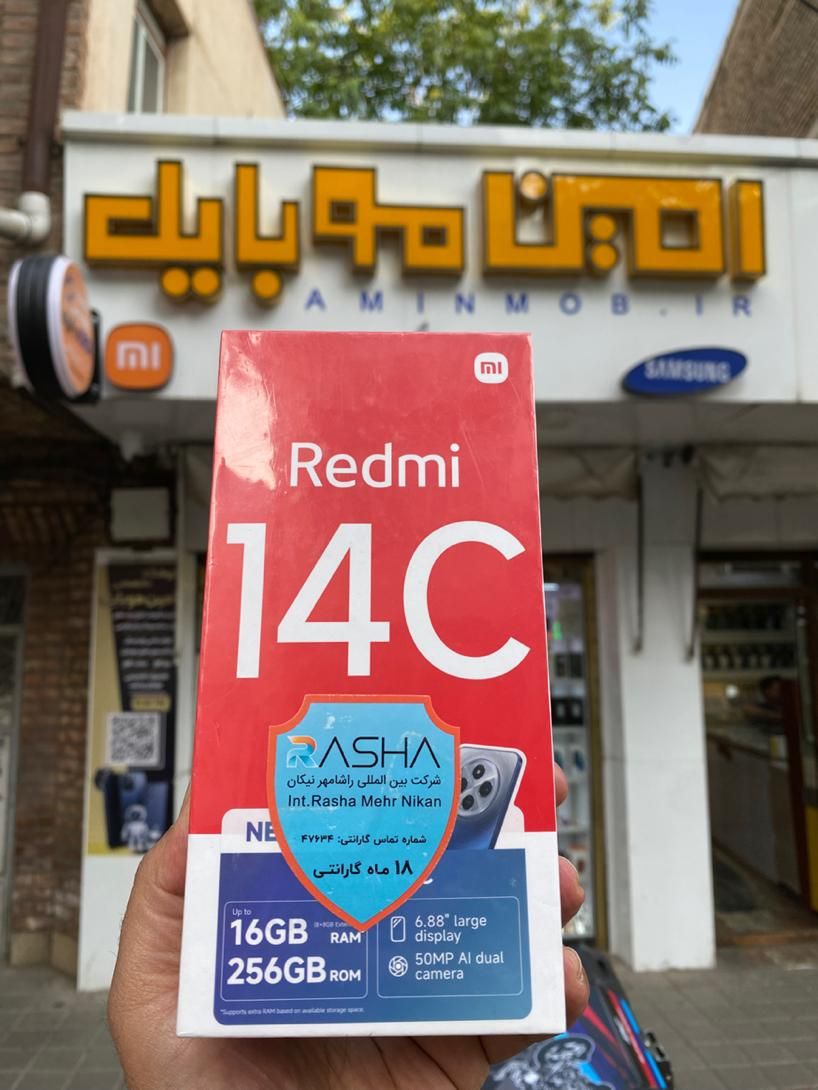 امین موبایل
AMINMOB.IR
mi
SAMSUNG
mi
Redmi
14C
RASHA
شرکت بین المللی راشامهر نیکان
Int.Rasha Mehr Nikan
شماره تماس گارانتی: ۴۷۶۳۴
۱۸ ماه گارانتی
Up to
16GB RAM
256GB ROM
6.88" large
display
50MP AI dual
camera
*Supports extra RAM based on available storage space.